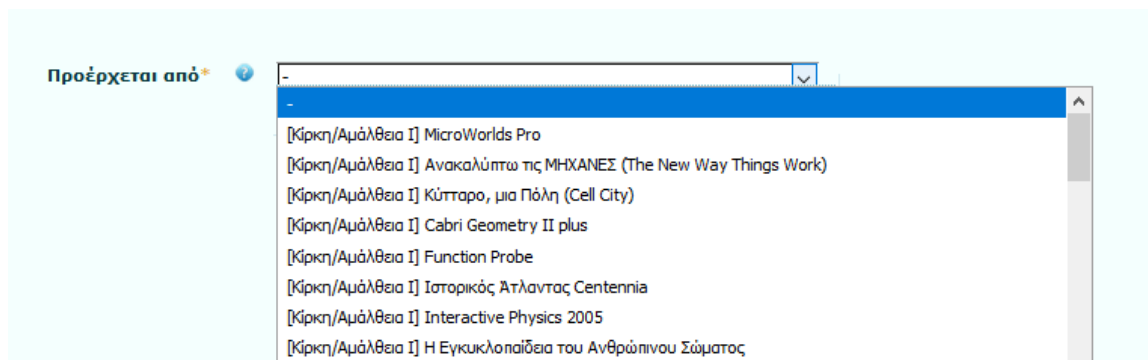 Προέρχεται από*
-
-
[Κίρκη/Αμάλθεια Ι] MicroWorlds Pro
[Κίρκη/Αμάλθεια Ι] Ανακαλύπτω τις ΜΗΧΑΝΕΣ (The New Way Things Work)
[Κίρκη/Αμάλθεια Ι] Κύτταρο, μια Πόλη (Cell City)
[Κίρκη/Αμάλθεια Ι] Cabri Geometry II plus
[Κίρκη/Αμάλθεια Ι] Function Probe
[Κίρκη/Αμάλθεια Ι] Ιστορικός Άτλαντας Centennia
[Κίρκη/Αμάλθεια Ι] Interactive Physics 2005
[Κίρκη/Αμάλθεια Ι] Η Εγκυκλοπαίδεια του Ανθρώπινου Σώματος